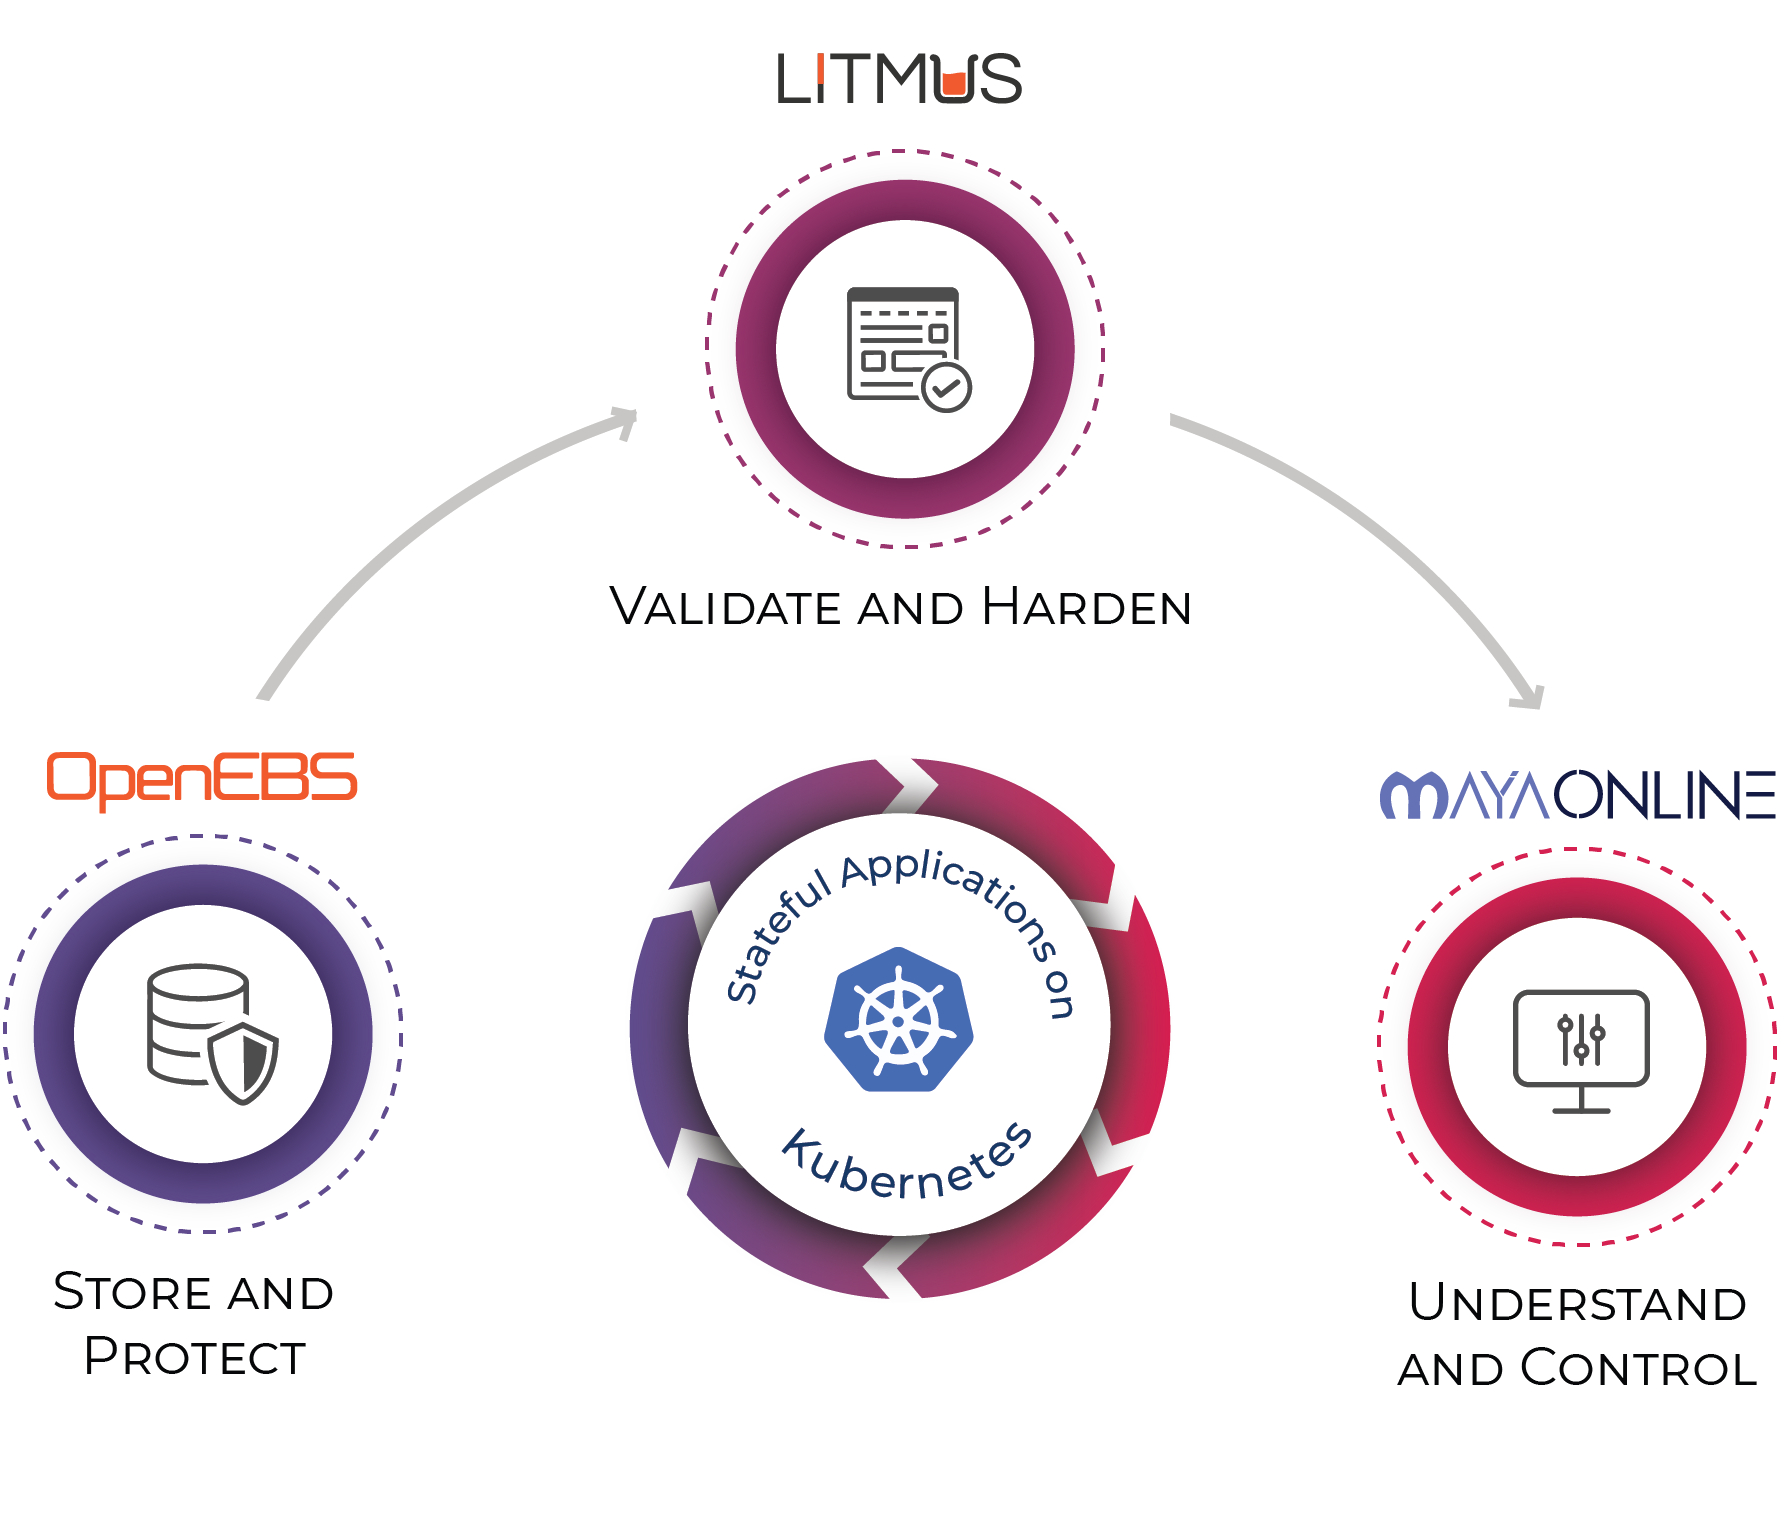 LITMUS
VALIDATE AND HARDEN
OpenEBS
MAYAONLINE
Stateful Applications on
Kubernetes
STORE AND
PROTECT
UNDERSTAND
AND CONTROL